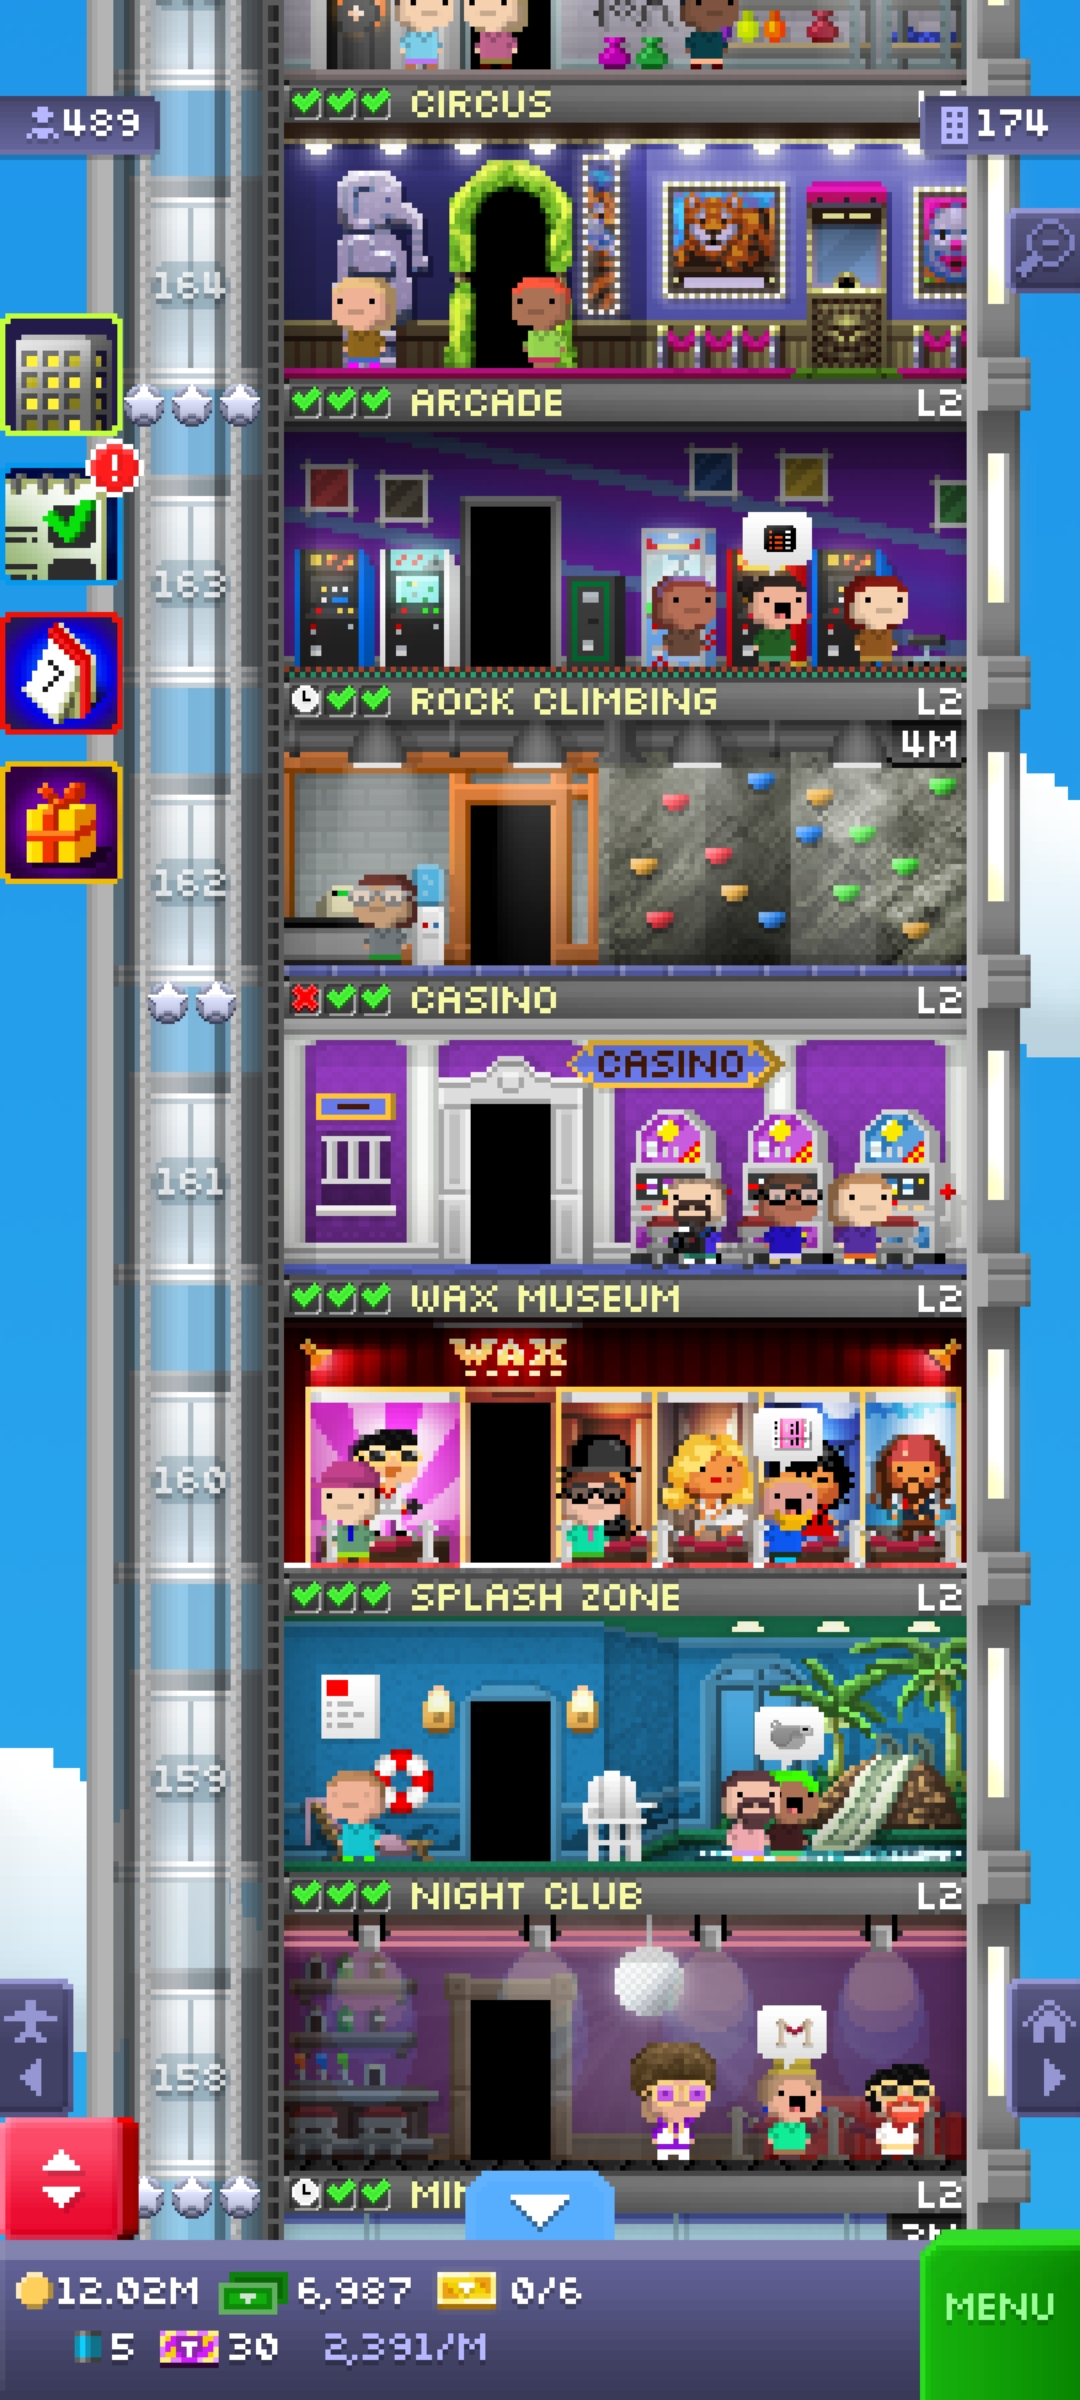 CIRCUS
489
174
164
ARCADE L2
163
ROCK CLIMBING L2
4M
162
CASINO L2
CASINO
161
WAX MUSEUM L2
WAX
160
SPLASH ZONE L2
159
NIGHT CLUB L2
158
L2
12.02M 6,987 0/6
MENU
5 30 2,391/M